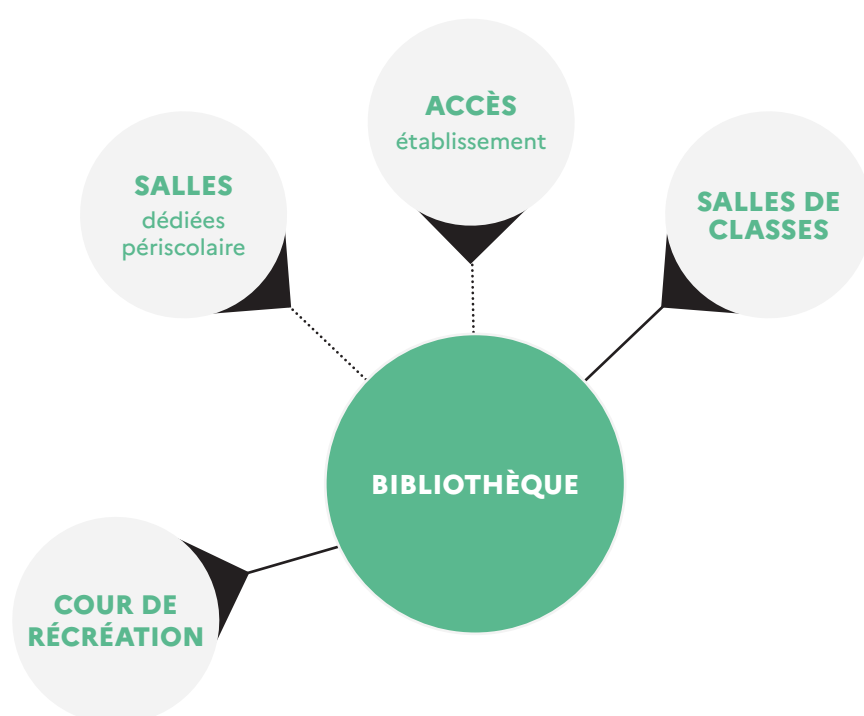 ACCÈS
établissement
SALLES
dédiées
périscolaire
SALLES DE
CLASSES
BIBLIOTHÈQUE
COUR DE
RÉCRÉATION